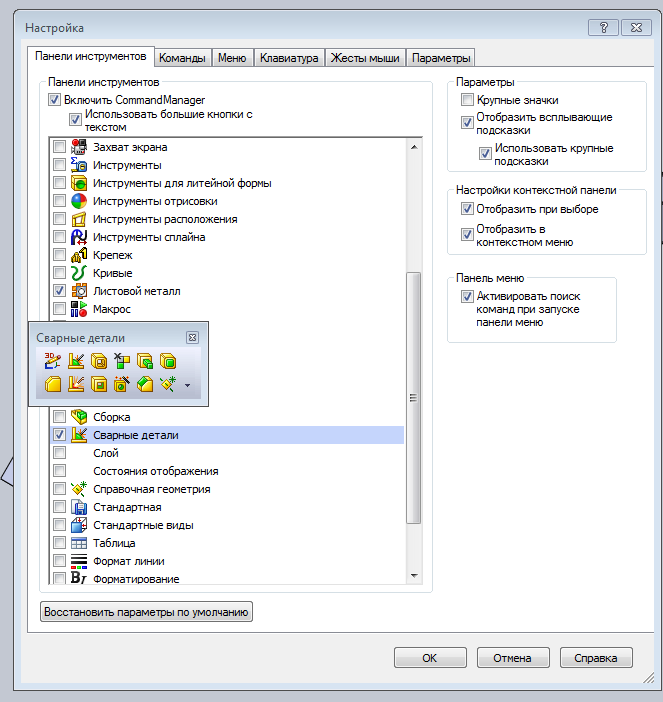 Настройка
Панели инструментов
Команды
Меню
Клавиатура
Жесты мыши
Параметры
Панели инструментов
Включить CommandManager
Использовать большие кнопки с
текстом
Захват экрана
Инструменты
Инструменты для литейной формы
Инструменты отрисовки
Инструменты расположения
Инструменты сплайна
Крепеж
Кривые
Листовой металл
Макрос
Сварные детали
3D
Сборка
Сварные детали
Слой
Состояния отображения
Справочная геометрия
Стандартная
Стандартные виды
Таблица
Формат линии
Форматирование
Восстановить параметры по умолчанию
Параметры
Крупные значки
Отобразить всплывающие
подсказки
Использовать крупные
подсказки
Настройки контекстной панели
Отобразить при выборе
Отобразить в
контекстном меню
Панель меню
Активировать поиск
команд при запуске
панели меню
OK
Отмена
Справка